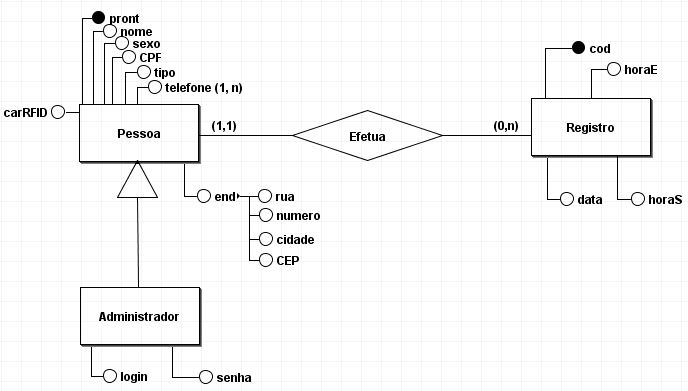 pront
nome
sexo
CPF
tipo
telefone (1, n)
carRFID
Pessoa
(1,1)
Efetua
(0,n)
cod
horaE
Registro
data
horaS
end
rua
numero
cidade
CEP
Administrador
login
senha